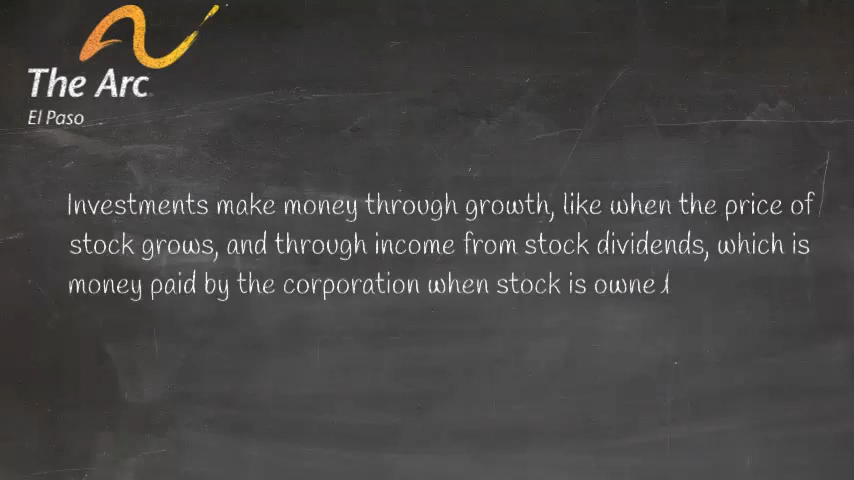 The Arc
El Paso
Investments make money through growth, like when the price of
stock grows, and through income from stock dividends, which is
money paid by the corporation when stock is owne